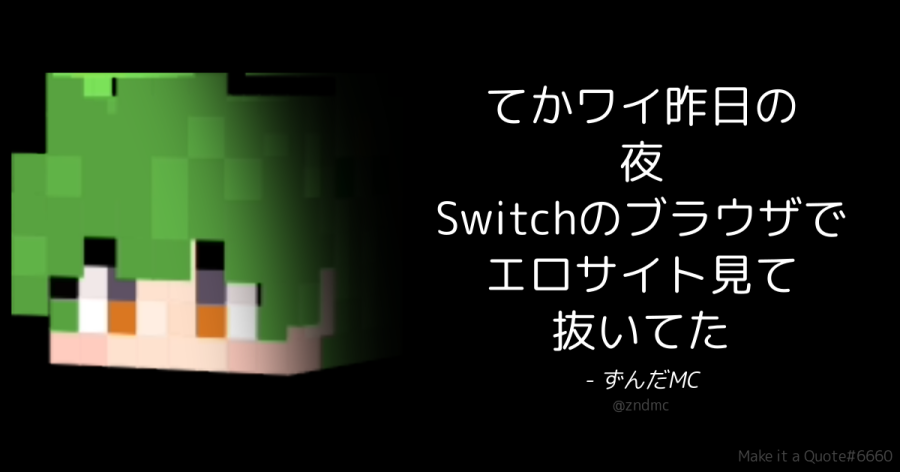 てかワイ昨日の
夜
Switchのブラウザで
エロサイト見て
抜いてた
- ずんだMC
@zndmc
Make it a Quote#6660